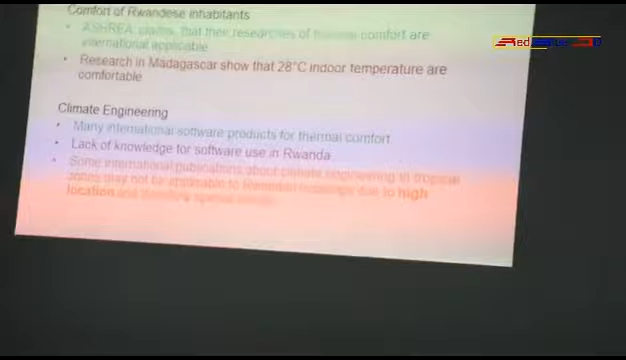 Comfort of Rwandese inhabitants
• ASHREA claims, that their researches of thermal comfort are
international applicable
• Research in Madagascar show that 28°C indoor temperature are
comfortable
Climate Engineering
• Many international software products for thermal comfort
• Lack of knowledge for software use in Rwanda
• Some international publications about climate engineering in tropical
zones may not be applicable to Rwandan due to high
location and therefore special